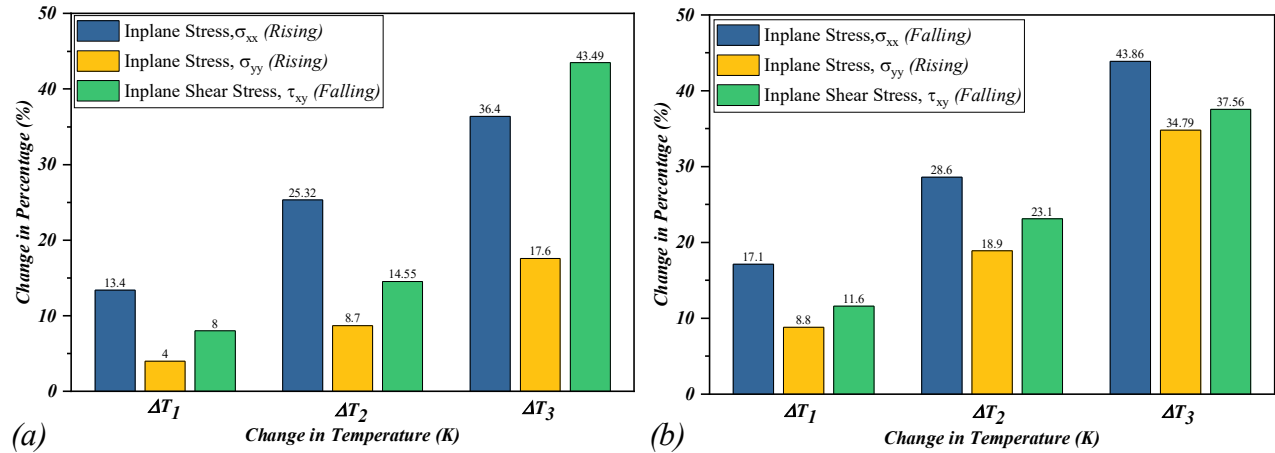 50
40
30
20
10
0
Change in Percentage (%)
Inplane Stress,σxx (Rising)
Inplane Stress, σyy (Rising)
Inplane Shear Stress, τxy (Falling)
13.4
4
8
25.32
8.7
14.55
36.4
17.6
43.49
ΔT1
ΔT2
ΔT3
Change in Temperature (K)
(a)
50
40
30
20
10
0
Change in Percentage (%)
Inplane Stress,σxx (Falling)
Inplane Stress, σyy (Rising)
Inplane Shear Stress, τxy (Falling)
17.1
8.8
11.6
28.6
18.9
23.1
43.86
34.79
37.56
ΔT1
ΔT2
ΔT3
Change in Temperature (K)
(b)